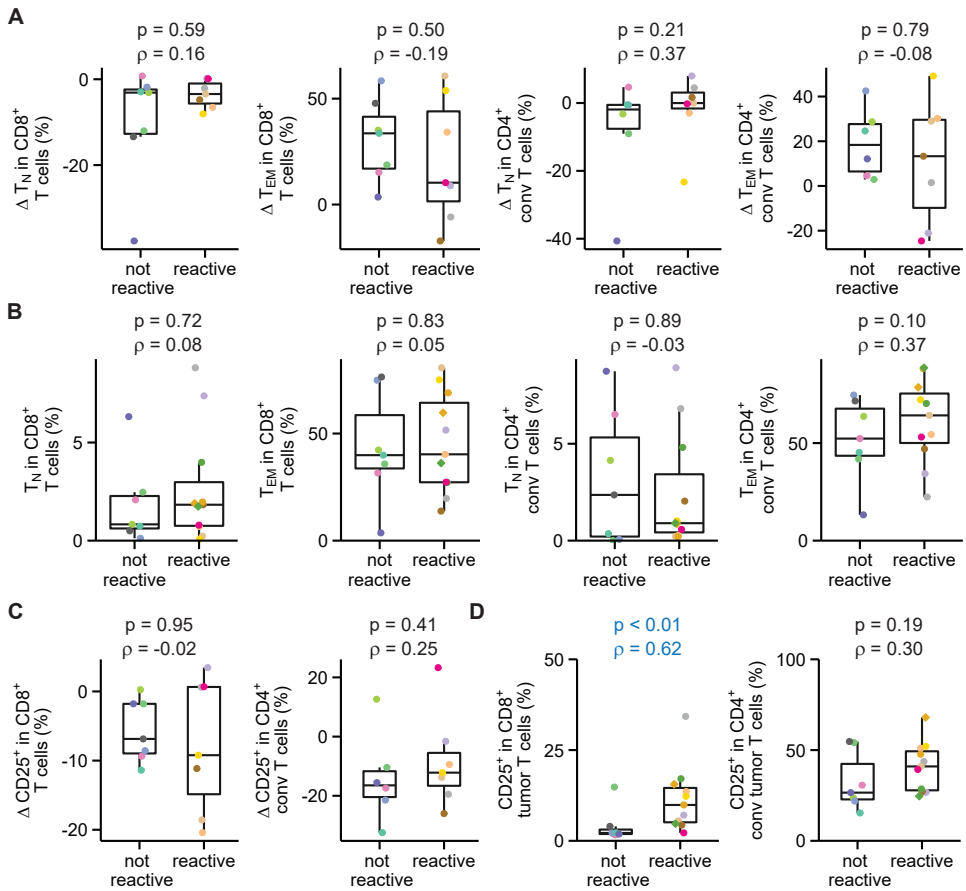 A
p = 0.59
ρ = 0.16
Δ T_N in CD8⁺
T cells (%)
0
-20
not
reactive
reactive
p = 0.50
ρ = -0.19
Δ T_EM in CD8⁺
T cells (%)
50
0
not
reactive
reactive
p = 0.21
ρ = 0.37
Δ T_N in CD4⁺
conv T cells (%)
0
-20
-40
not
reactive
reactive
p = 0.79
ρ = -0.08
Δ T_EM in CD4⁺
conv T cells (%)
40
20
0
-20
not
reactive
reactive
B
p = 0.72
ρ = 0.08
T_N in CD8⁺
T cells (%)
5
0
not
reactive
reactive
p = 0.83
ρ = 0.05
T_EM in CD8⁺
T cells (%)
50
0
not
reactive
reactive
p = 0.89
ρ = -0.03
T_N in CD4⁺
conv T cells (%)
5
0
not
reactive
reactive
p = 0.10
ρ = 0.37
T_EM in CD4⁺
conv T cells (%)
50
0
not
reactive
reactive
C
p = 0.95
ρ = -0.02
Δ CD25⁺ in CD8⁺
T cells (%)
0
-10
-20
not
reactive
reactive
p = 0.41
ρ = 0.25
Δ CD25⁺ in CD4⁺
conv T cells (%)
20
0
-20
not
reactive
reactive
D
p < 0.01
ρ = 0.62
CD25⁺ in CD8⁺
tumor T cells (%)
50
25
0
not
reactive
reactive
p = 0.19
ρ = 0.30
CD25⁺ in CD4⁺
conv tumor T cells (%)
100
50
0
not
reactive
reactive